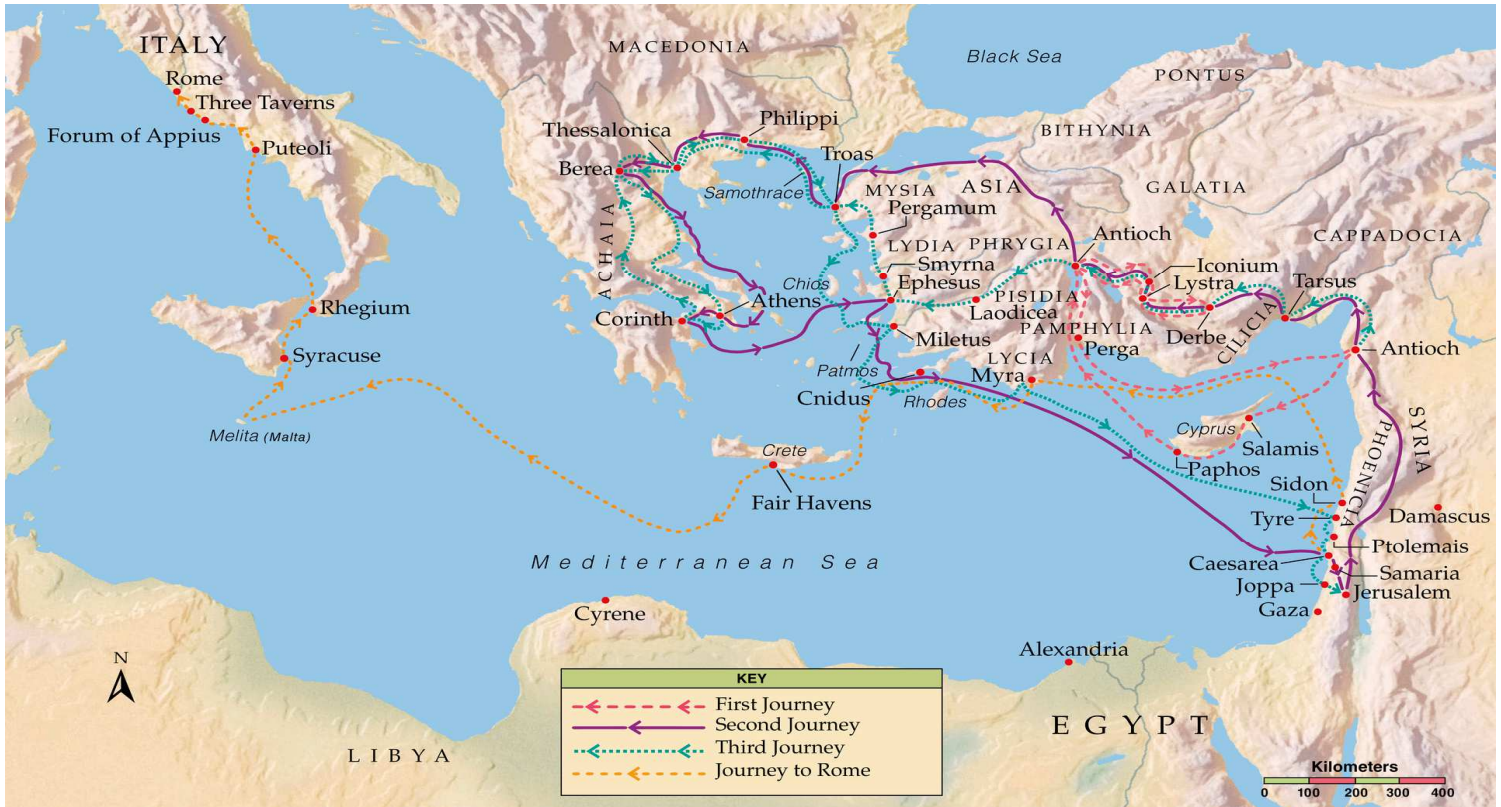 ITALY
Rome
Three Taverns
Forum of Appius
Puteoli
Rhegium
Syracuse
Melita (Malta)
MACEDONIA
Black Sea
PONTUS
BITHYNIA
Philippi
Thessalonica
Berea
Troas
Samothrace
MYSIA
ASIA
GALATIA
Pergamum
CAPPADOCIA
LYDIA
PHRYGIA
Antioch
ACHAIA
Smyrna
Ephesus
Iconium
Lystra
Tarsus
Chios
Athens
Corinth
PISIDIA
Laodicea
PAMPHYLIA
Perga
Derbe
CILICIA
Antioch
Miletus
LYCIA
Myra
Patmos
Cnidus
Rhodes
Cyprus
Salamis
Paphos
SYRIA
PHOENICIA
Crete
Fair Havens
Sidon
Tyre
Damascus
Ptolemais
Caesarea
Samaria
Joppa
Jerusalem
Gaza
Mediterranean Sea
Cyrene
Alexandria
N
LIBYA
EGYPT
KEY
First Journey
Second Journey
Third Journey
Journey to Rome
Kilometers
0 100 200 300 400